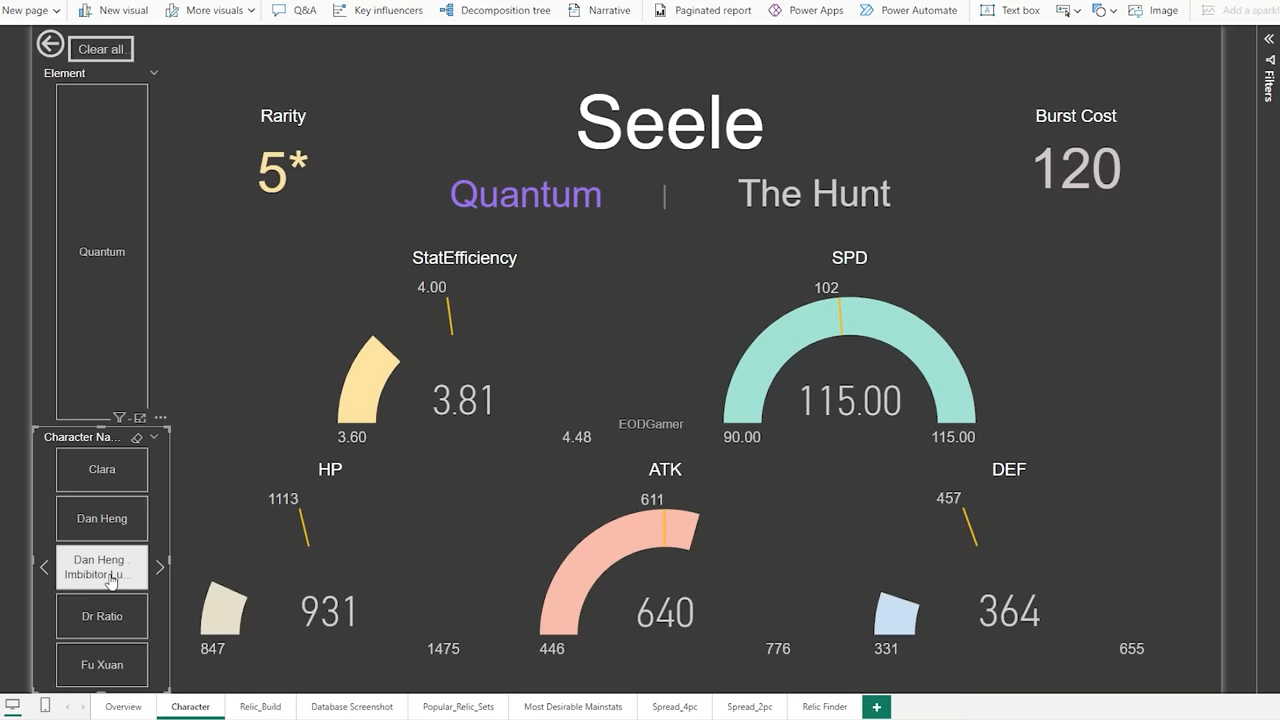 New page
New visual
More visuals
Q&A
Key influencers
Decomposition tree
Narrative
Paginated report
Power Apps
Power Automate
Text box
Image
Add a spark
Clear all
Element
Quantum
Character Na...
Clara
Dan Heng
Dan Heng .
Imbibitor Lu...
Dr Ratio
Fu Xuan
Rarity
5*
Seele
Quantum | The Hunt
Burst Cost
120
StatEfficiency
4.00
3.81
3.60
4.48
SPD
102
115.00
90.00
115.00
EODGamer
HP
1113
931
847
1475
ATK
611
640
446
776
DEF
457
364
331
655
Filters
Overview
Character
Relic_Build
Database Screenshot
Popular_Relic_Sets
Most Desirable Mainstats
Spread_4pc
Spread_2pc
Relic Finder